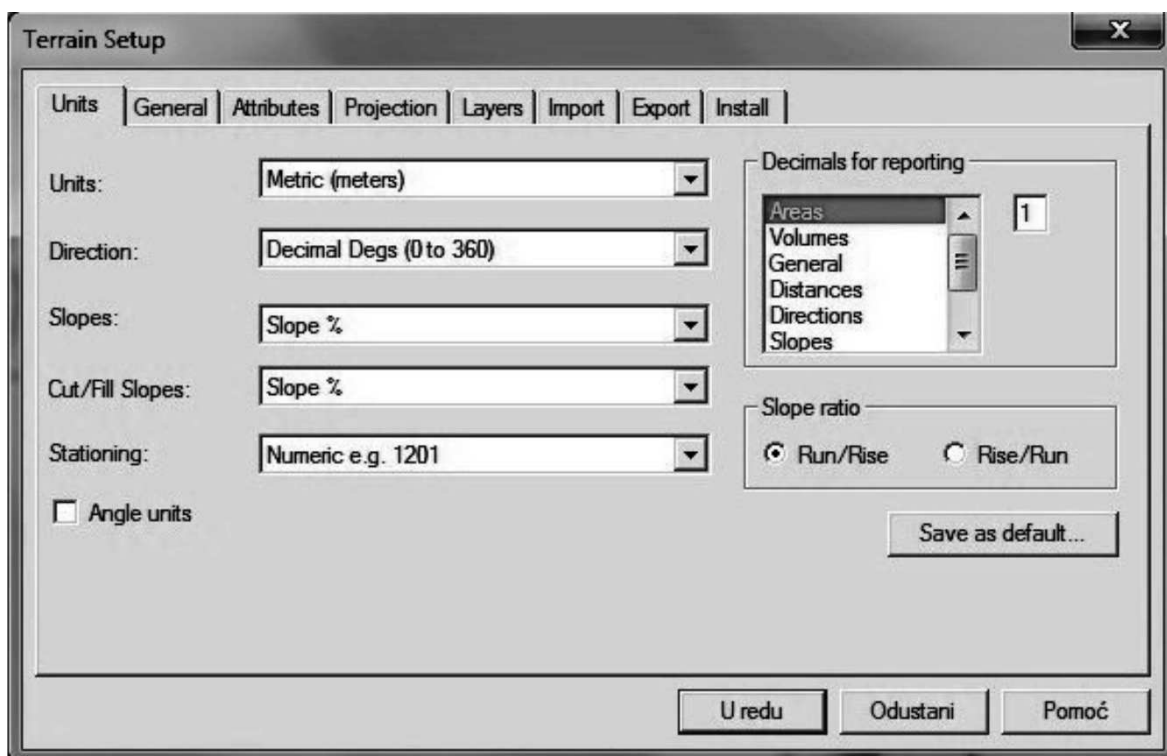 Terrain Setup
Units General Attributes Projection Layers Import Export Install
Units: Metric (meters)
Direction: Decimal Degs (0 to 360)
Slopes: Slope %
Cut/Fill Slopes: Slope %
Stationing: Numeric e.g. 1201
Angle units
Decimals for reporting
Areas 1
Volumes
General
Distances
Directions
Slopes
Slope ratio
Run/Rise Rise/Run
Save as default...
U redu Odustani Pomoć